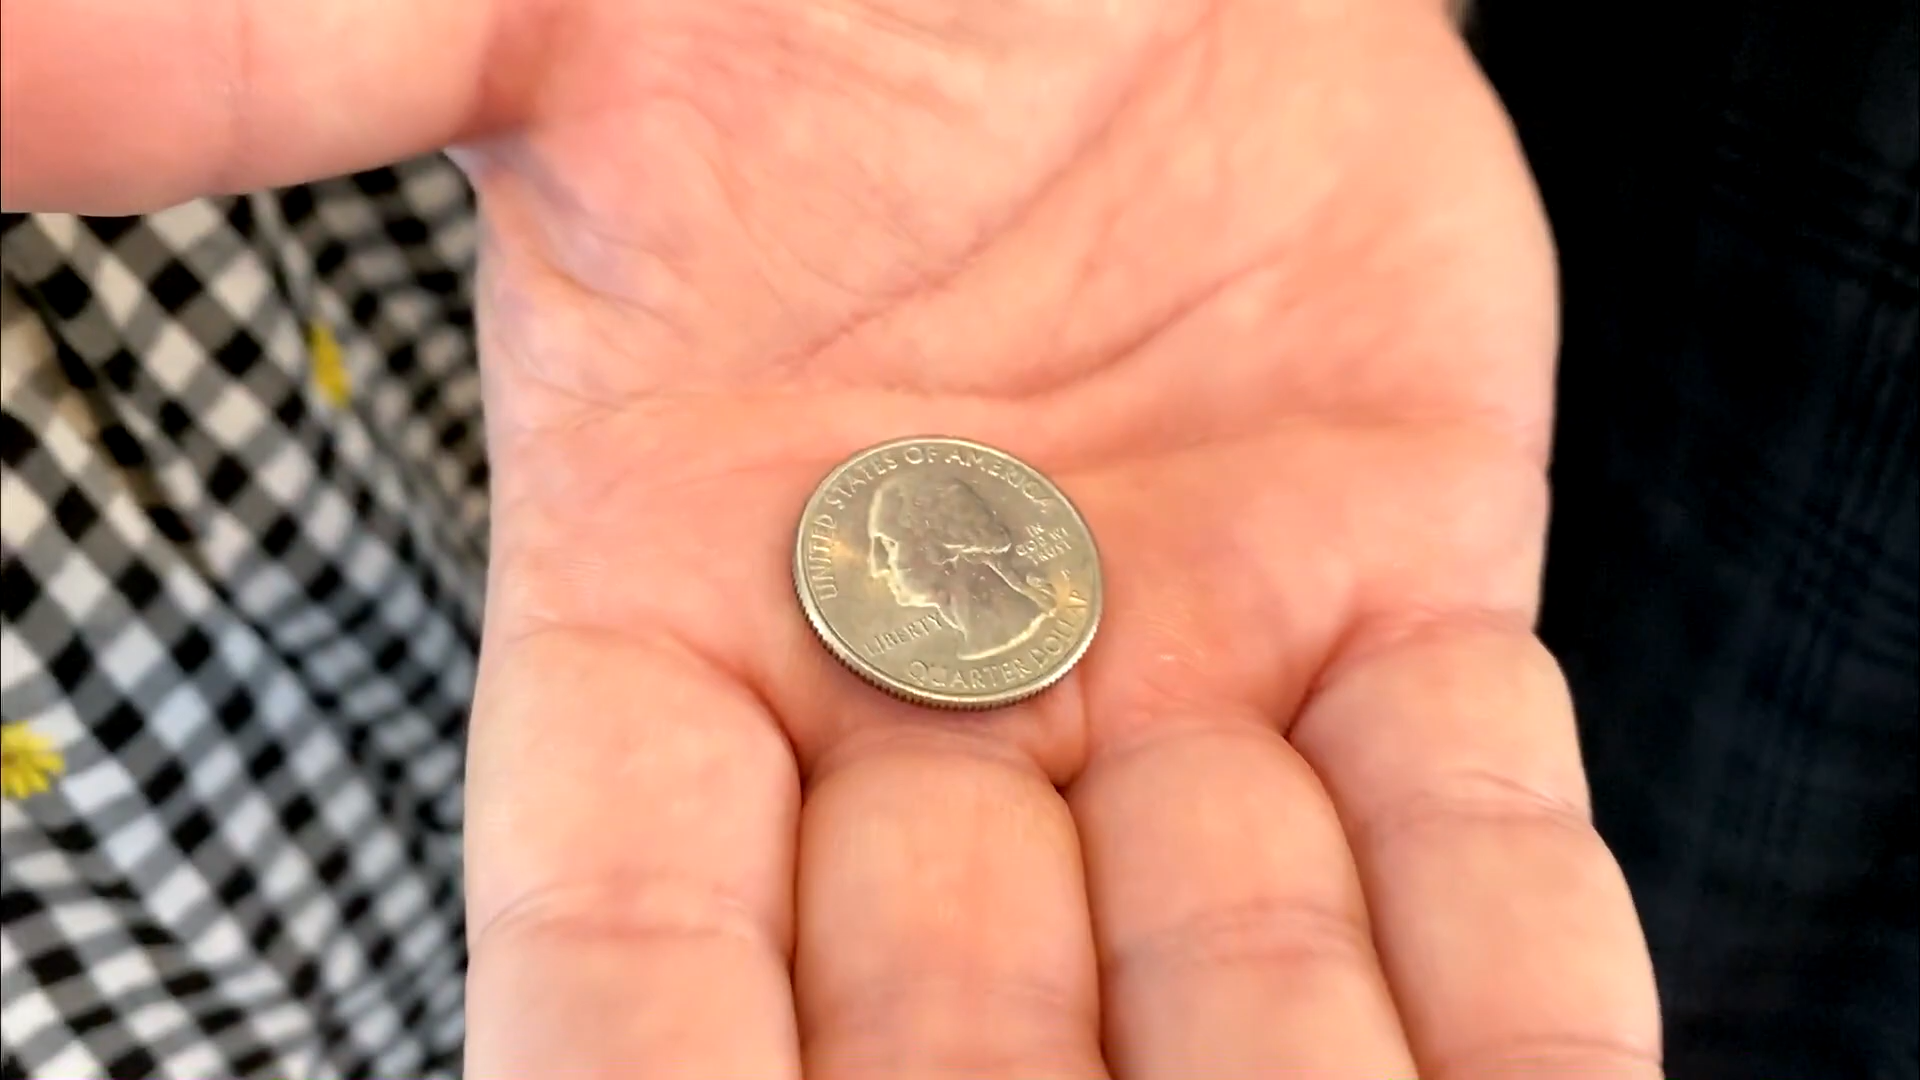 UNITED STATES OF AMERICA
IN
GOD WE
TRUST
LIBERTY
QUARTER DOLLAR